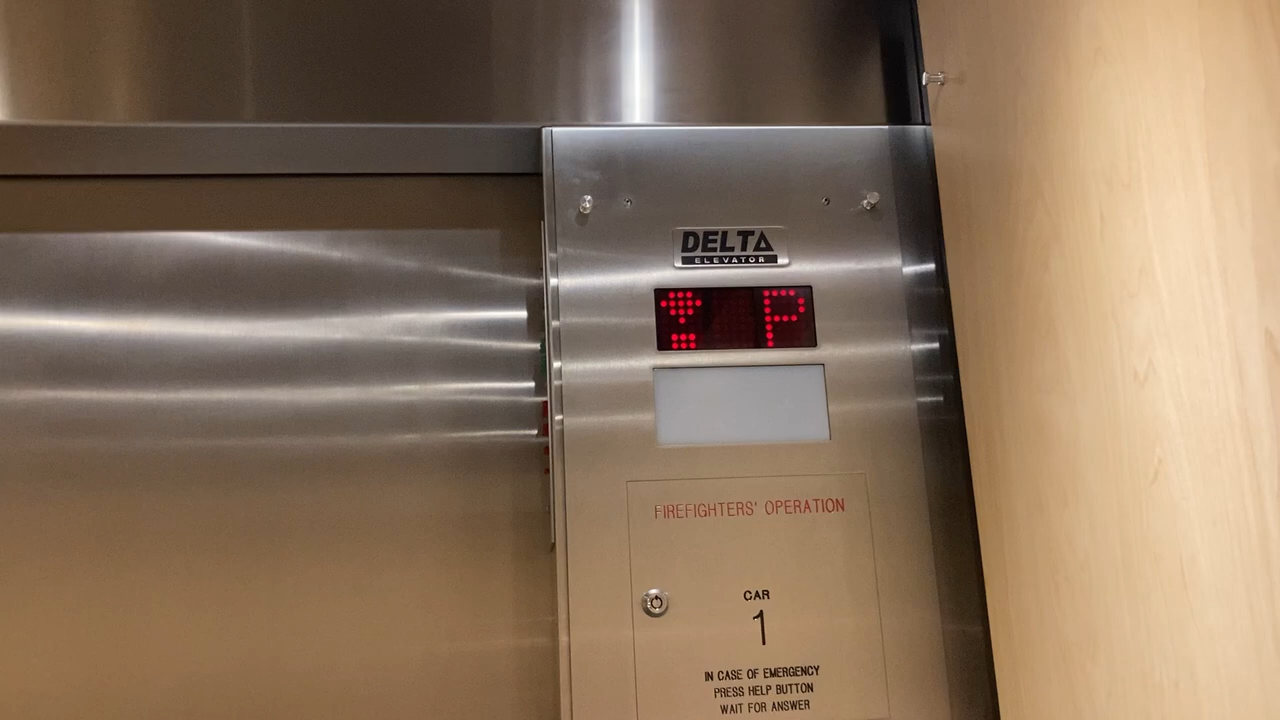 DELTA
ELEVATOR
P
FIREFIGHTERS' OPERATION
CAR
1
IN CASE OF EMERGENCY
PRESS HELP BUTTON
WAIT FOR ANSWER